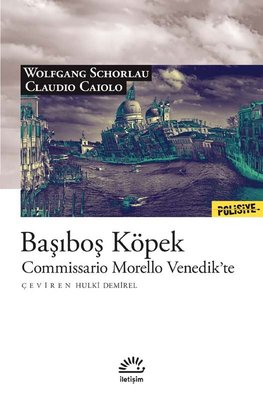 WOLFGANG SCHORLAU
CLAUDIO CAIOLO
POLISIYE-
Başıboş Köpek
Commissario Morello Venedik'te
ÇEVİREN HULKİ DEMİREL
iletişim